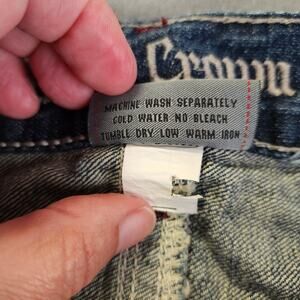 Crown
MACHINE WASH SEPARATELY
COLD WATER NO BLEACH
TUMBLE DRY LOW WARM IRON